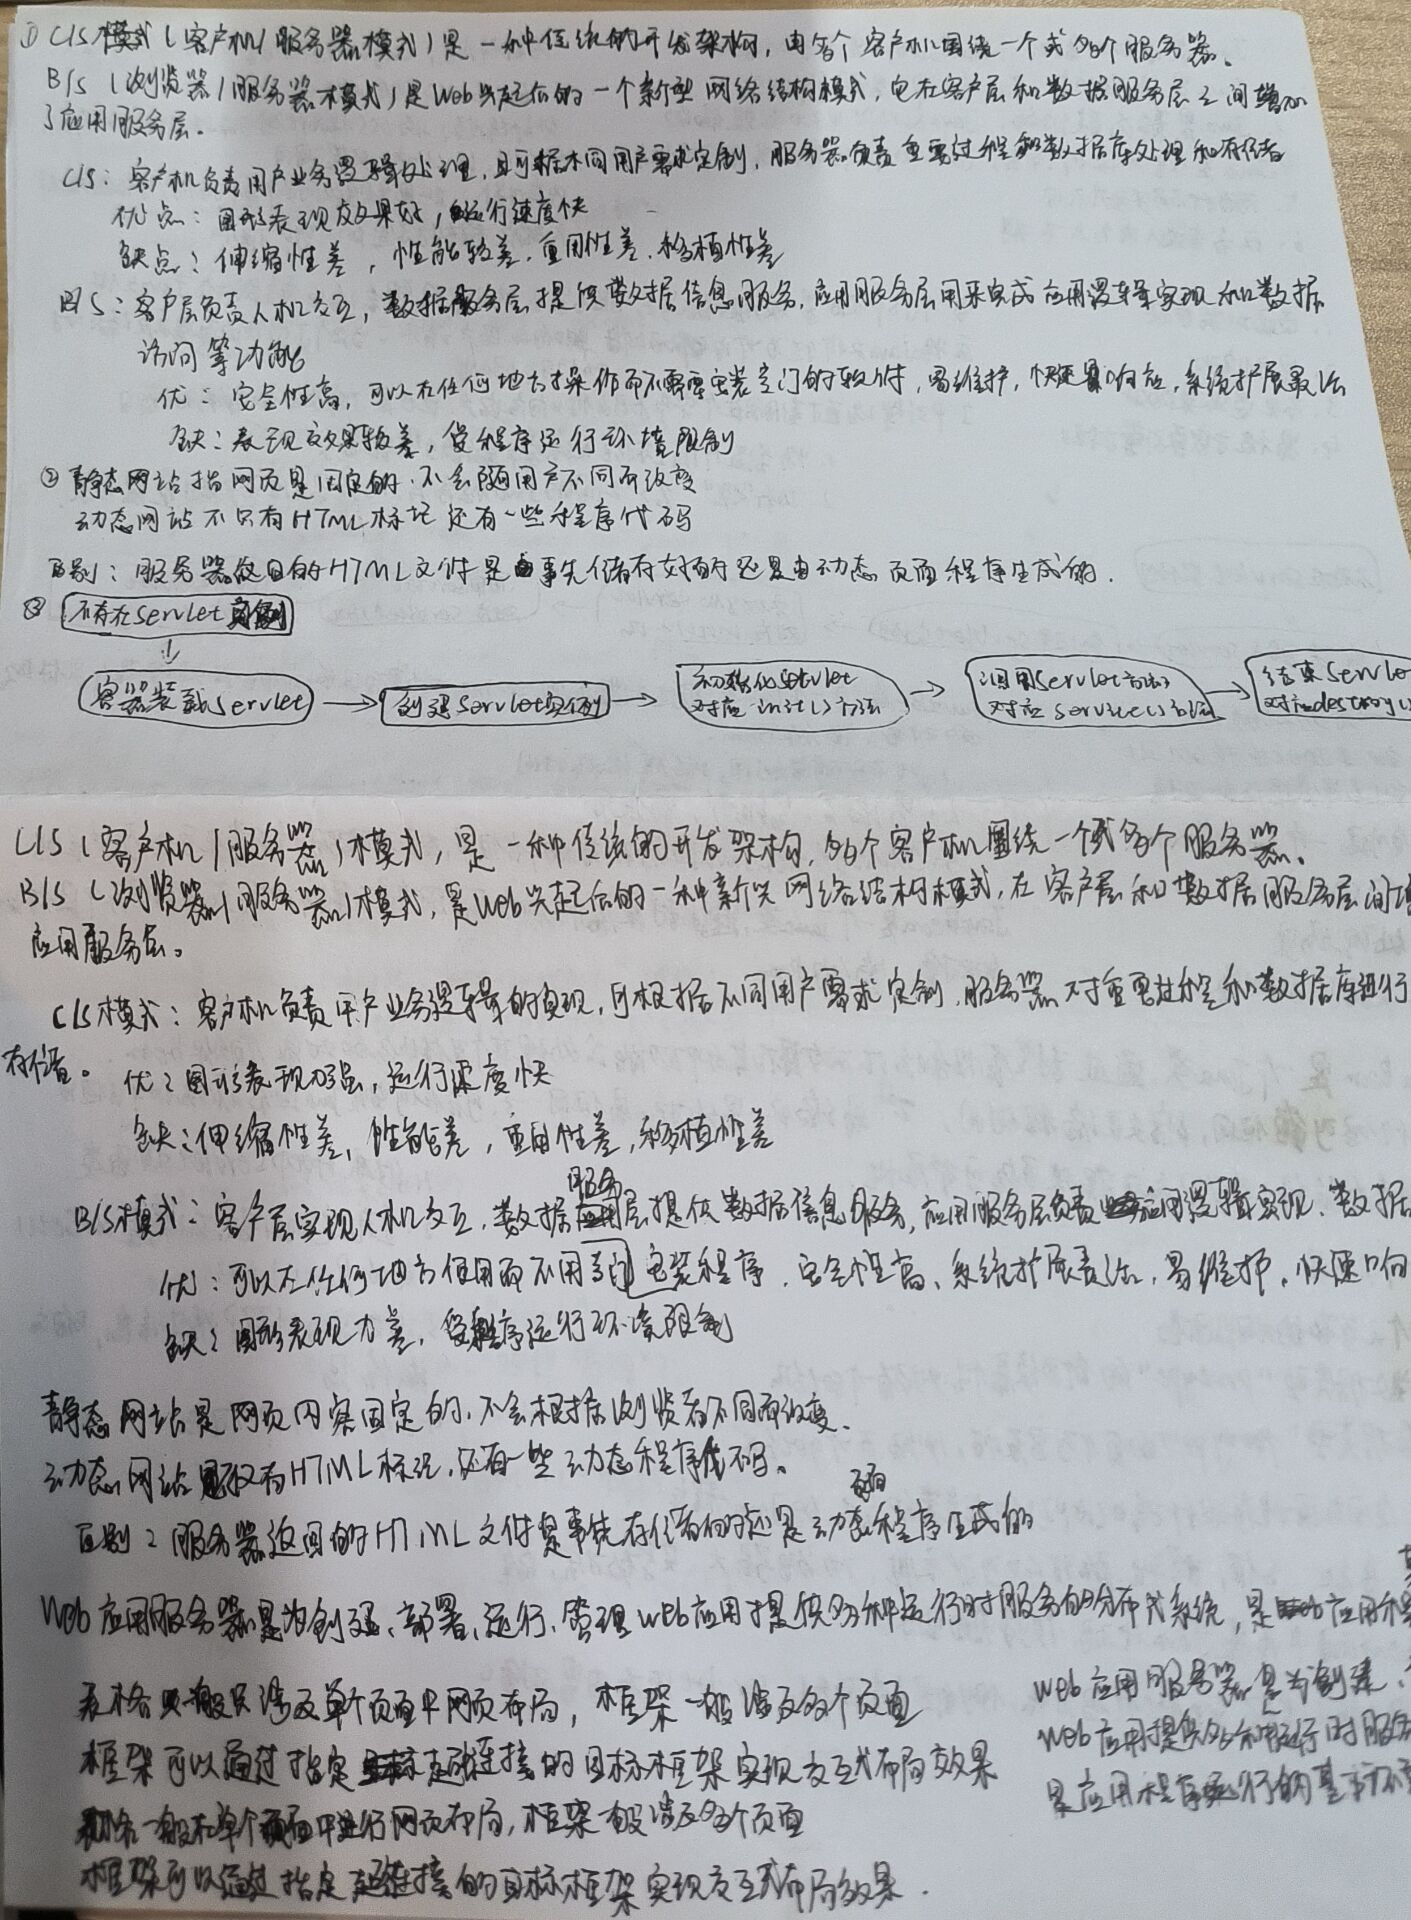 ① C/S模式(客户机/服务器模式)是一种传统的开发架构,由多个客户机围绕一个或多个服务器、
B/S(浏览器/服务器模式)是Web兴起后的一个新型网络结构模式,它在客户层和数据服务层之间增加
了应用服务层.
C/S:客户机负责用户业务逻辑处理,且可据不同用户需求定制,服务器负责重要过程和数据库处理和存储
优点:图形表现效果好,运行速度快
缺点:伸缩性差,性能较差.重用性差.移植性差
B/S:客户层负责人机交互,数据服务层提供数据信息服务,应用服务层用来完成应用逻辑实现和数据
访问等功能
优:安全性高,可以在任何地方操作而不需要安装专门的软件,易维护,快速响应,系统扩展灵活
缺:表现效果较差,受程序运行环境限制
② 静态网站指网页是固定的.不会随用户不同而改变
动态网站不只有HTML标记还有一些程序代码
区别:服务器返回的HTML文件是事先储存好的还是由动态页面程序生成的.
③ 不存在Servlet实例
↓
容器装载Servlet → 创建Servlet实例 → 初始化Servlet 对应init()方法 → 调用Servlet方法 对应service()方法 → 结束Servle 对应destroy(
C/S(客户机/服务器)模式,是一种传统的开发架构,多个客户机围绕一个或多个服务器、
B/S(浏览器/服务器)模式,是Web兴起后的一种新兴网络结构模式,在客户层和数据服务层间增
应用服务层。
C/S模式:客户机负责用户业务逻辑的实现,可根据不同用户需求定制.服务器对重要过程和数据库进行
存储。
优:图形表现力强,运行速度快
缺:伸缩性差、性能差,重用性差,移植性差
B/S模式:客户层实现人机交互.数据服务层提供数据信息服务,应用服务层负责应用逻辑实现、数据
优:可以在任何地方使用而不用专门安装程序.安全性高、系统扩展灵活,易维护,快速响
缺:图形表现力差,受程序运行环境限制
静态网站是网页内容固定的.不会根据浏览者不同而改变.
动态网站不仅有HTML标记,还有一些动态程序代码。
区别:服务器返回的HTML文件是事先存储的还是动态页面程序生成的
Web应用服务器是为创建、部署、运行、管理web应用提供多种运行时服务的分布式系统,是应用程
表格一般只涉及单个页面中网页布局,框架一般涉及多个页面
框架可以通过指定超链接的目标框架实现交互式布局效果
表格一般在单个页面中进行网页布局,框架一般涉及多个页面
框架可以通过指定超链接的目标框架实现交互式布局效果.
web应用服务器是为创建、
web应用提供多种运行时服务
是应用程序运行的基本环